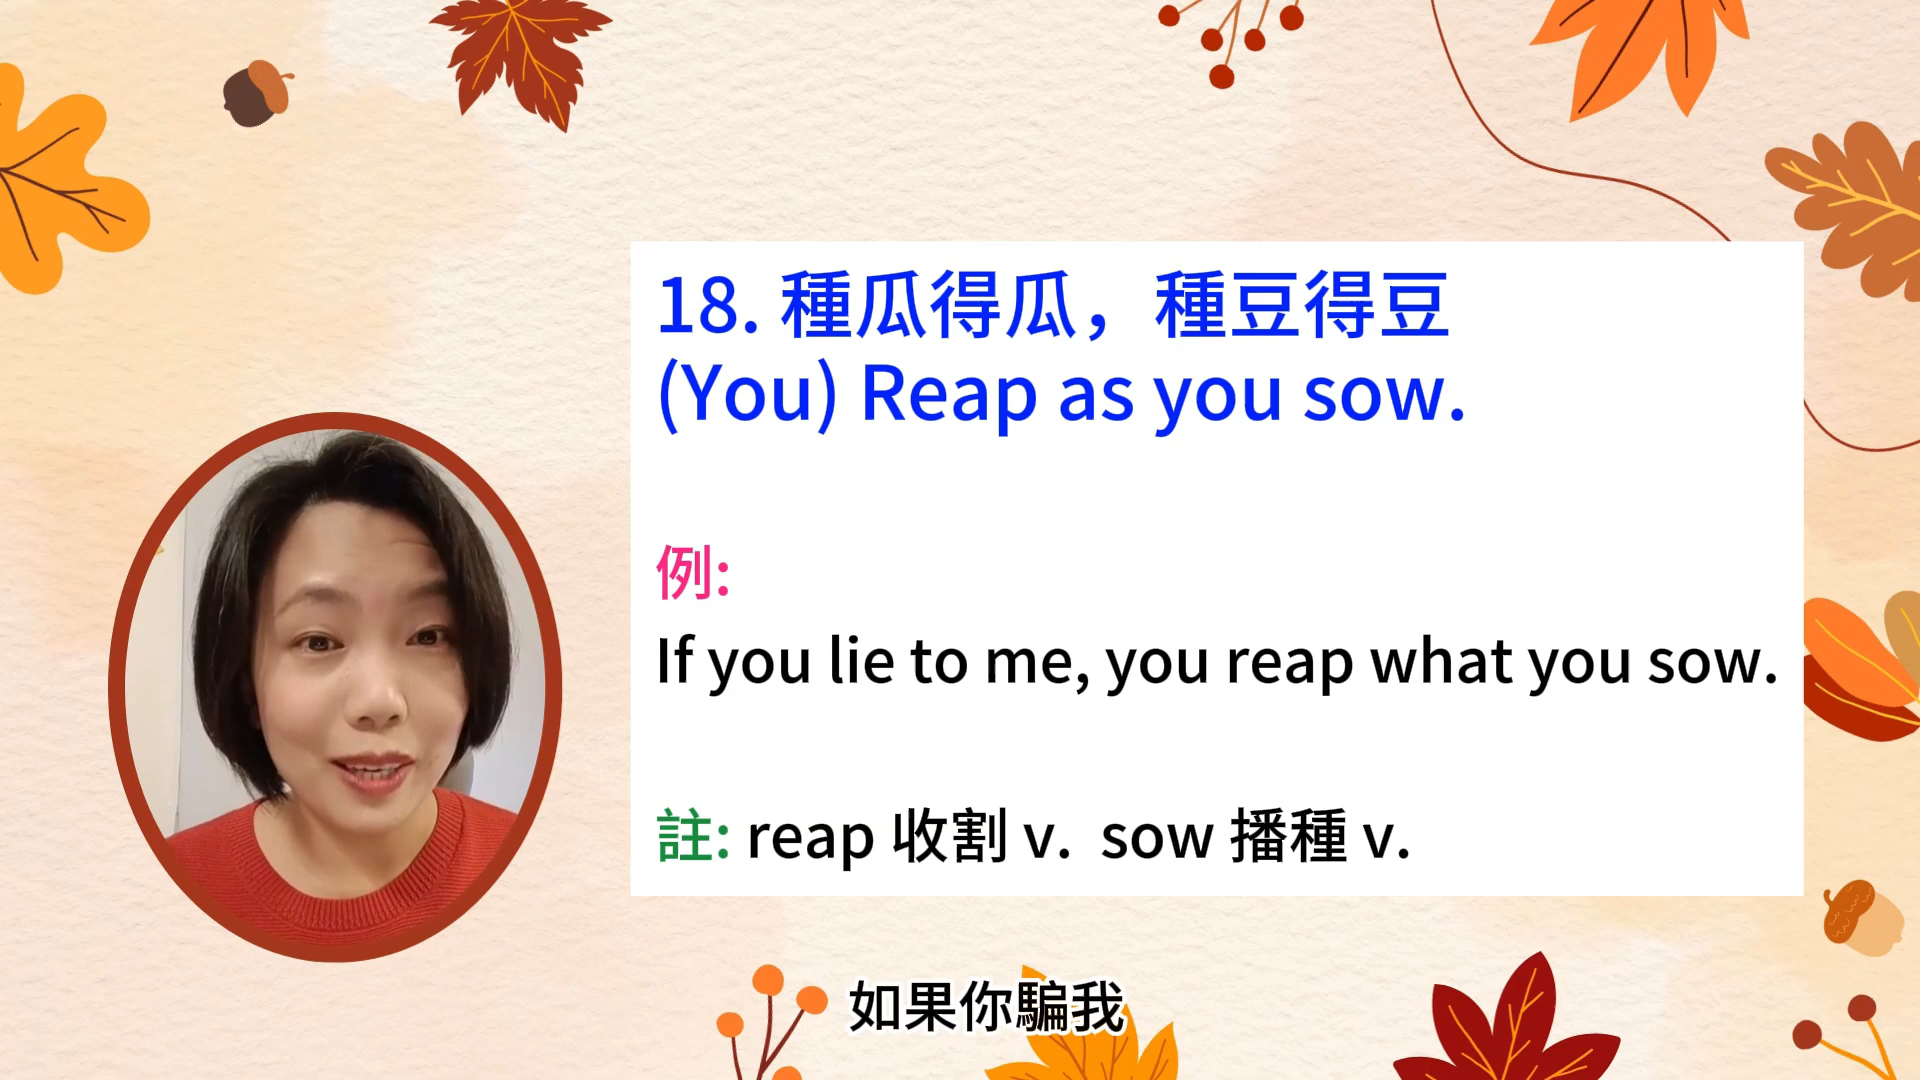 18. 種瓜得瓜，種豆得豆
(You) Reap as you sow.
例:
If you lie to me, you reap what you sow.
註: reap 收割 v.  sow 播種 v.
如果你騙我